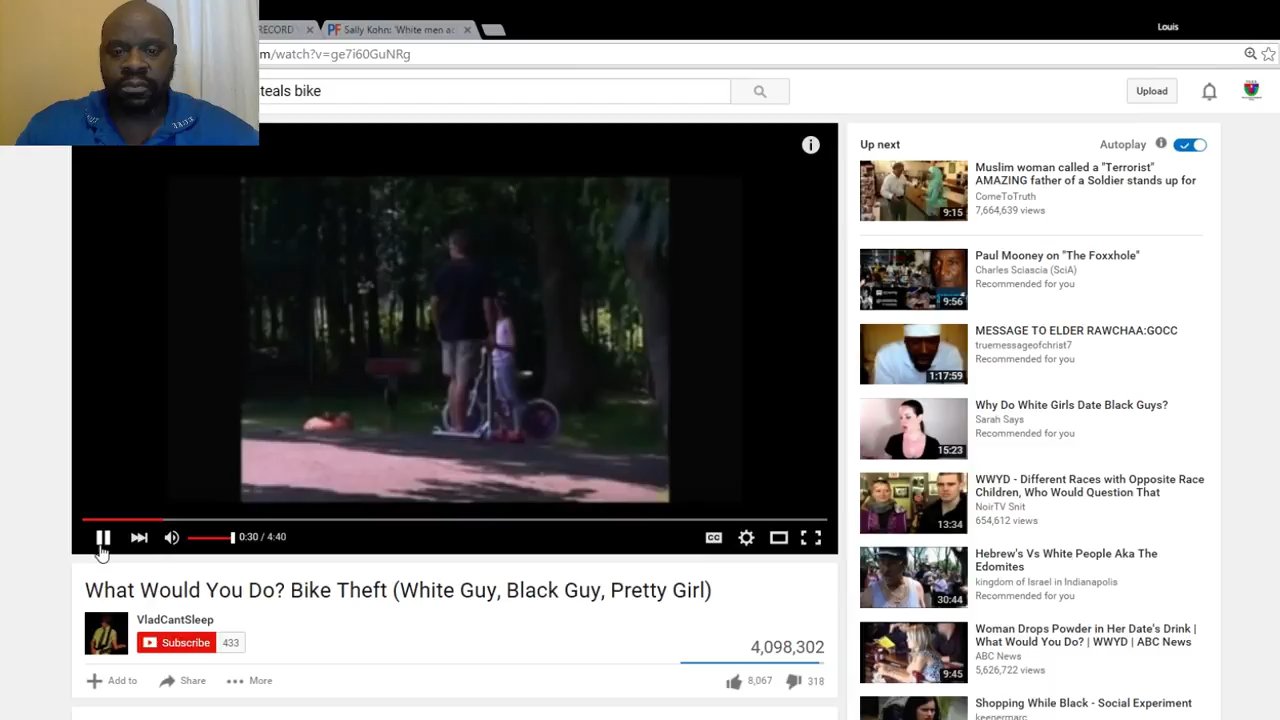 Louis
RECORD
Sally Kohn: 'White men ac
m/watch?v=ge7i60GuNRg
teals bike
Upload
Up next
Autoplay
Muslim woman called a "Terrorist"
AMAZING father of a Soldier stands up for
ComeToTruth
7,664,639 views
9:15
Paul Mooney on "The Foxxhole"
Charles Sciascia (SciA)
Recommended for you
9:56
MESSAGE TO ELDER RAWCHAA:GOCC
truemessageofchrist7
Recommended for you
1:17:59
Why Do White Girls Date Black Guys?
Sarah Says
Recommended for you
15:23
WWYD - Different Races with Opposite Race
Children, Who Would Question That
NoirTV Snit
654,612 views
13:34
Hebrew's Vs White People Aka The
Edomites
kingdom of Israel in Indianapolis
Recommended for you
30:44
Woman Drops Powder in Her Date's Drink |
What Would You Do? | WWYD | ABC News
ABC News
5,626,722 views
9:45
Shopping While Black - Social Experiment
keenermarc
0:30 / 4:40
CC
What Would You Do? Bike Theft (White Guy, Black Guy, Pretty Girl)
VladCantSleep
Subscribe 433
4,098,302
Add to
Share
More
8,067
318